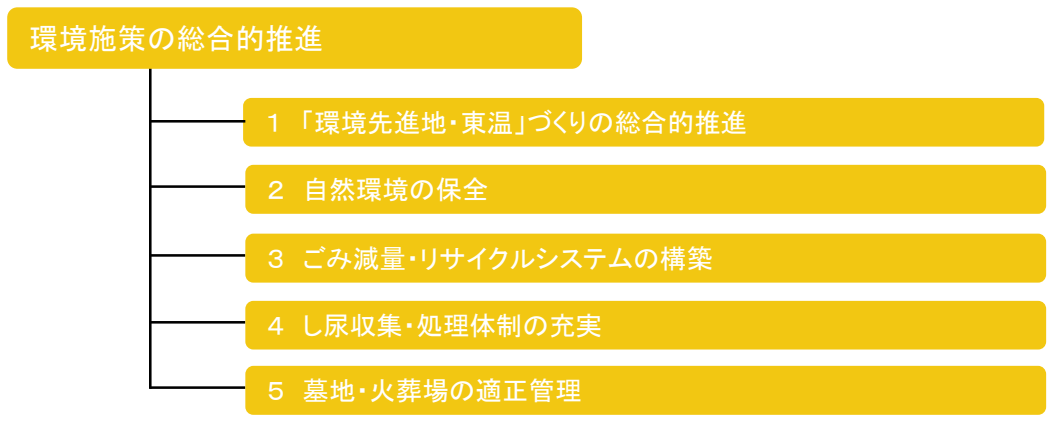 環境施策の総合的推進
１ 「環境先進地・東温」づくりの総合的推進
２ 自然環境の保全
３ ごみ減量・リサイクルシステムの構築
４ し尿収集・処理体制の充実
５ 墓地・火葬場の適正管理